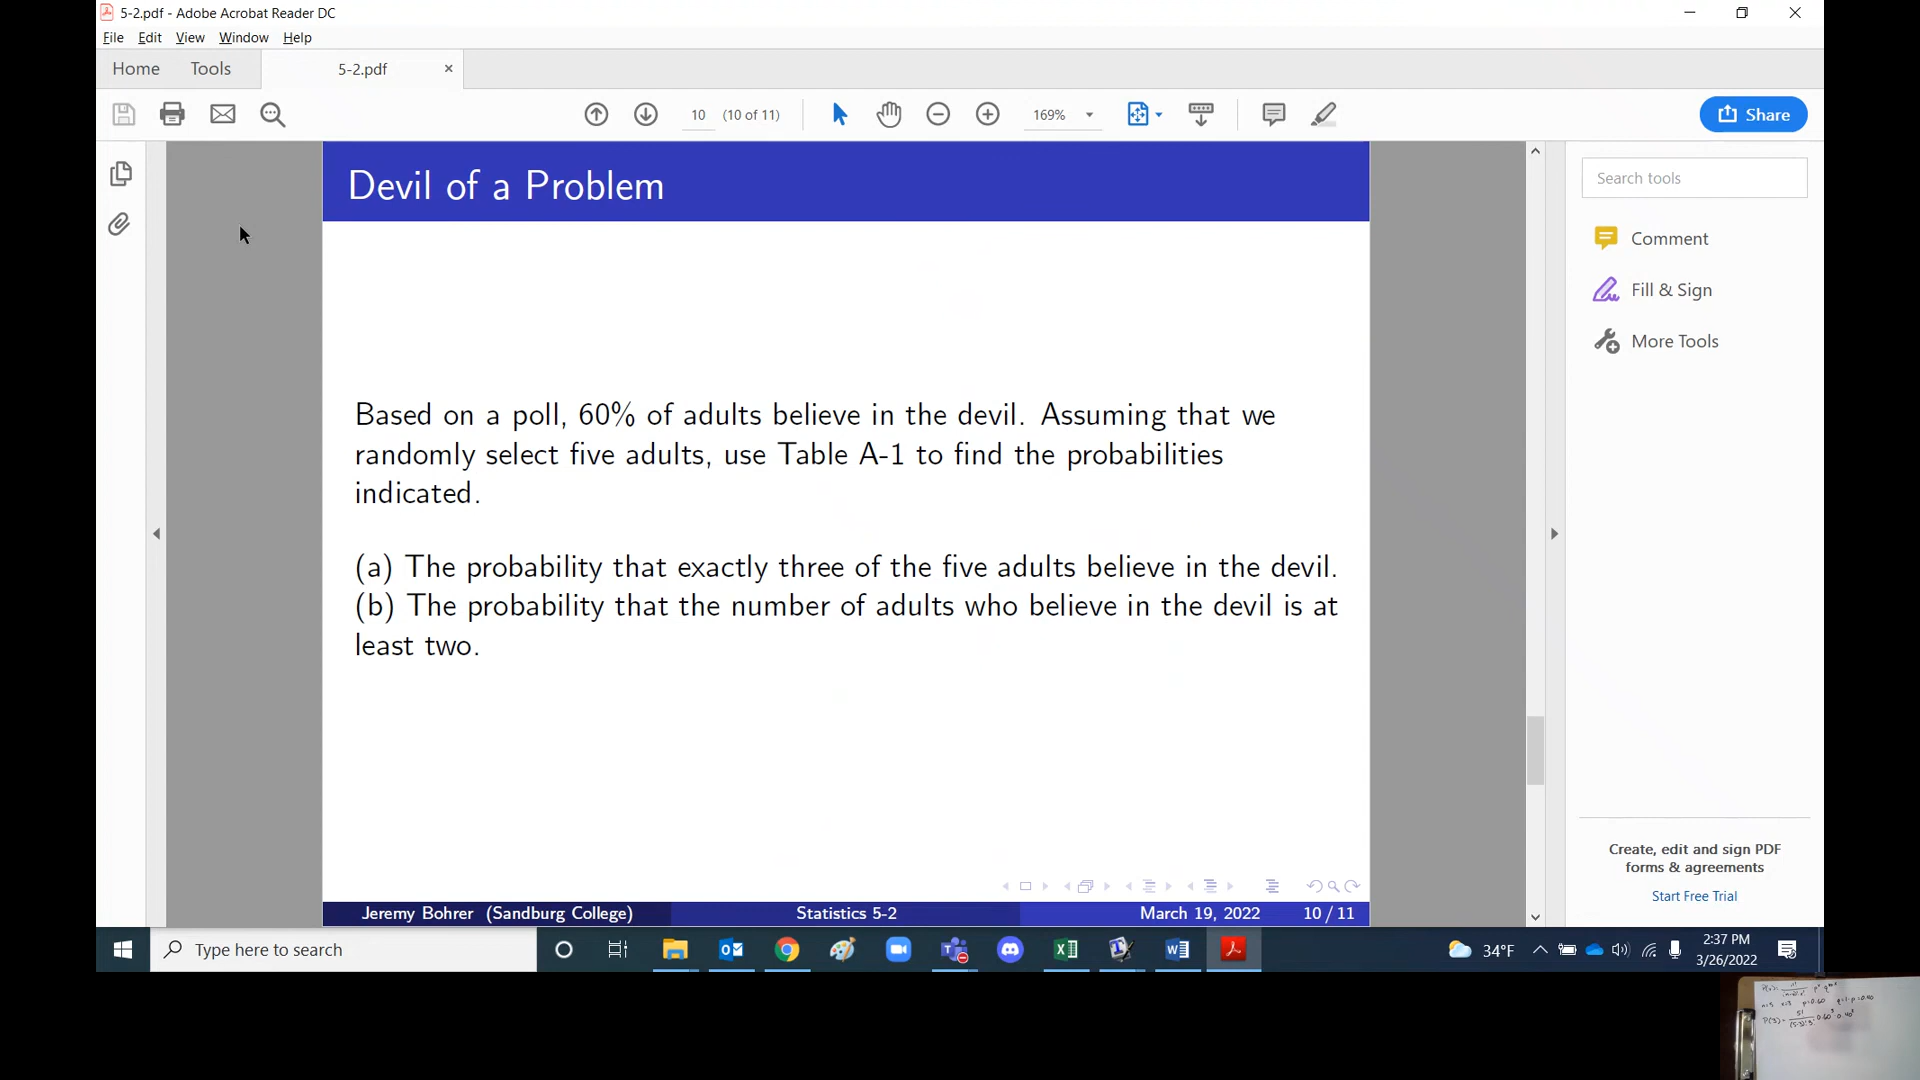 5-2.pdf - Adobe Acrobat Reader DC
File Edit View Window Help
Home Tools 5-2.pdf ×
10 (10 of 11) 169% Share
Devil of a Problem
Search tools
Comment
Fill & Sign
More Tools
Based on a poll, 60% of adults believe in the devil. Assuming that we
randomly select five adults, use Table A-1 to find the probabilities
indicated.
(a) The probability that exactly three of the five adults believe in the devil.
(b) The probability that the number of adults who believe in the devil is at
least two.
Create, edit and sign PDF
forms & agreements
Start Free Trial
Jeremy Bohrer (Sandburg College) Statistics 5-2 March 19, 2022 10 / 11
Type here to search
34°F
2:37 PM
3/26/2022